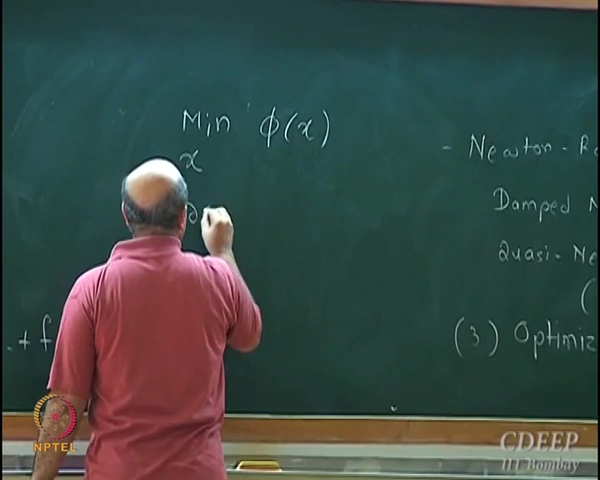 Min φ(x)
x
∂
..+ f
- Newton-R
Damped
Quasi-Ne
(
(3) Optimiz
NPTEL
CDEEP
IIT Bombay